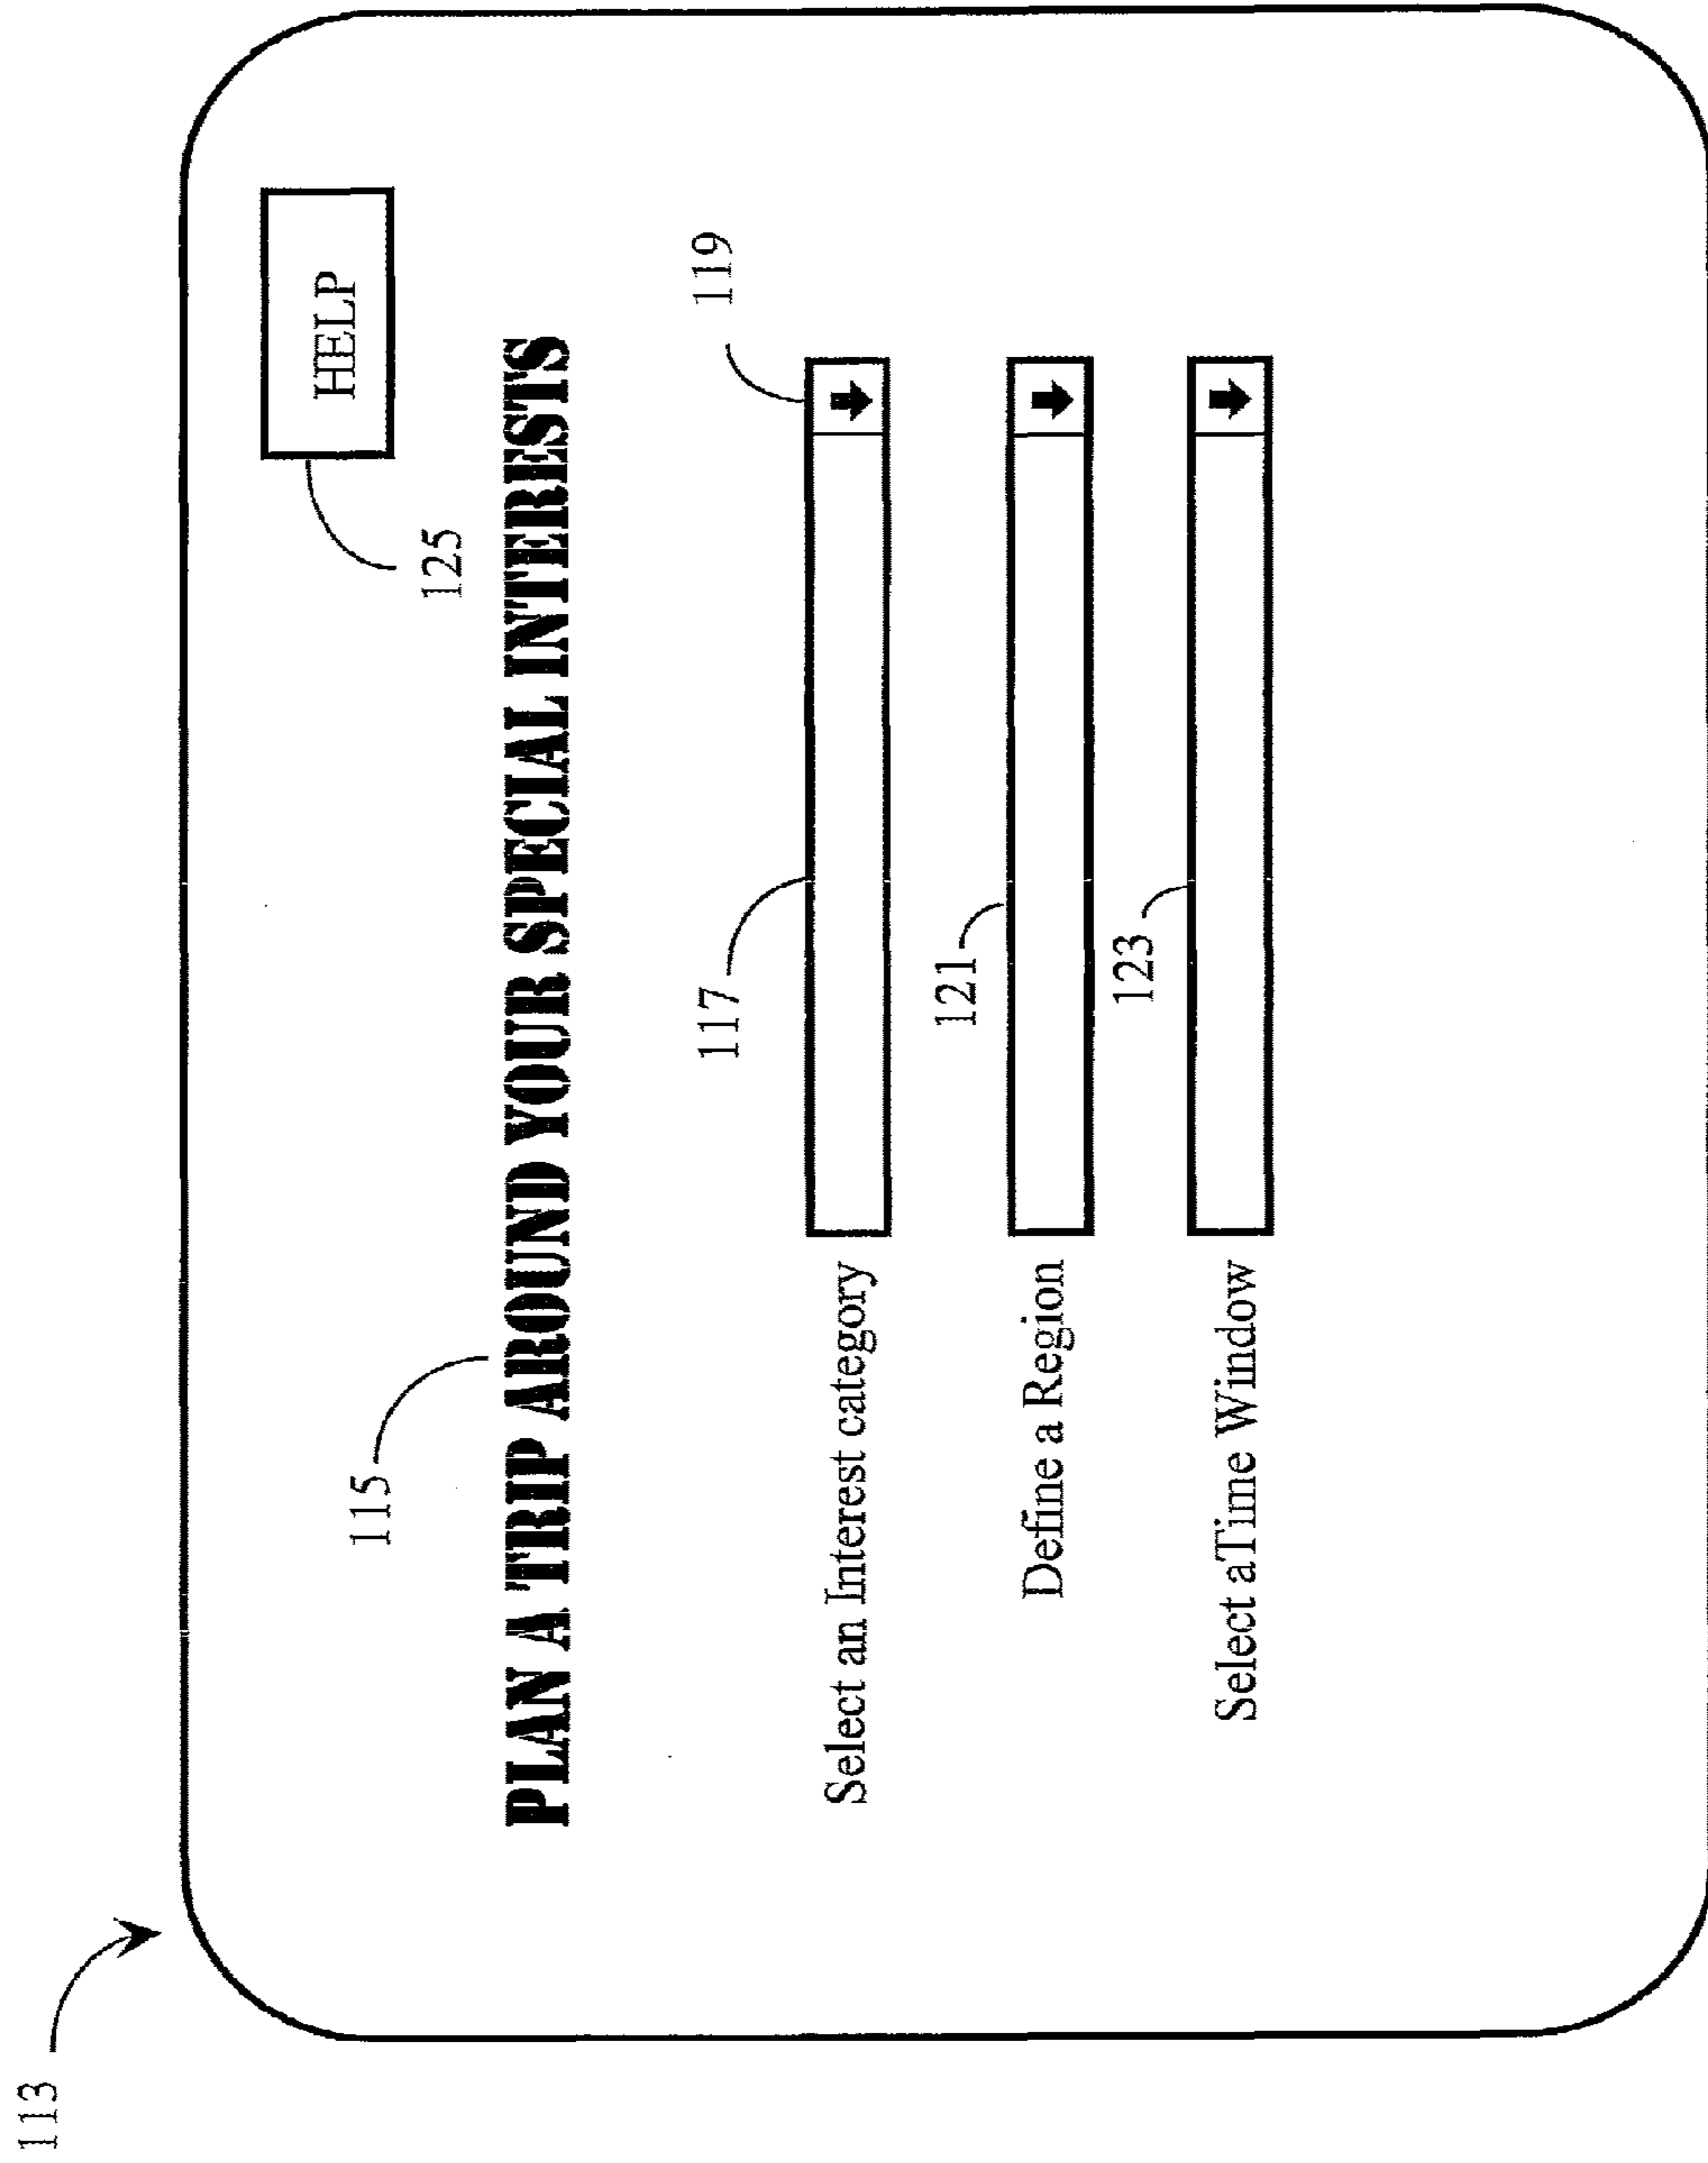 113
HELP
125
115
PLAN A TRIP AROUND YOUR SPECIAL INTERESTS
117
119
Select an Interest category
121
Define a Region
123
Select aTime Window